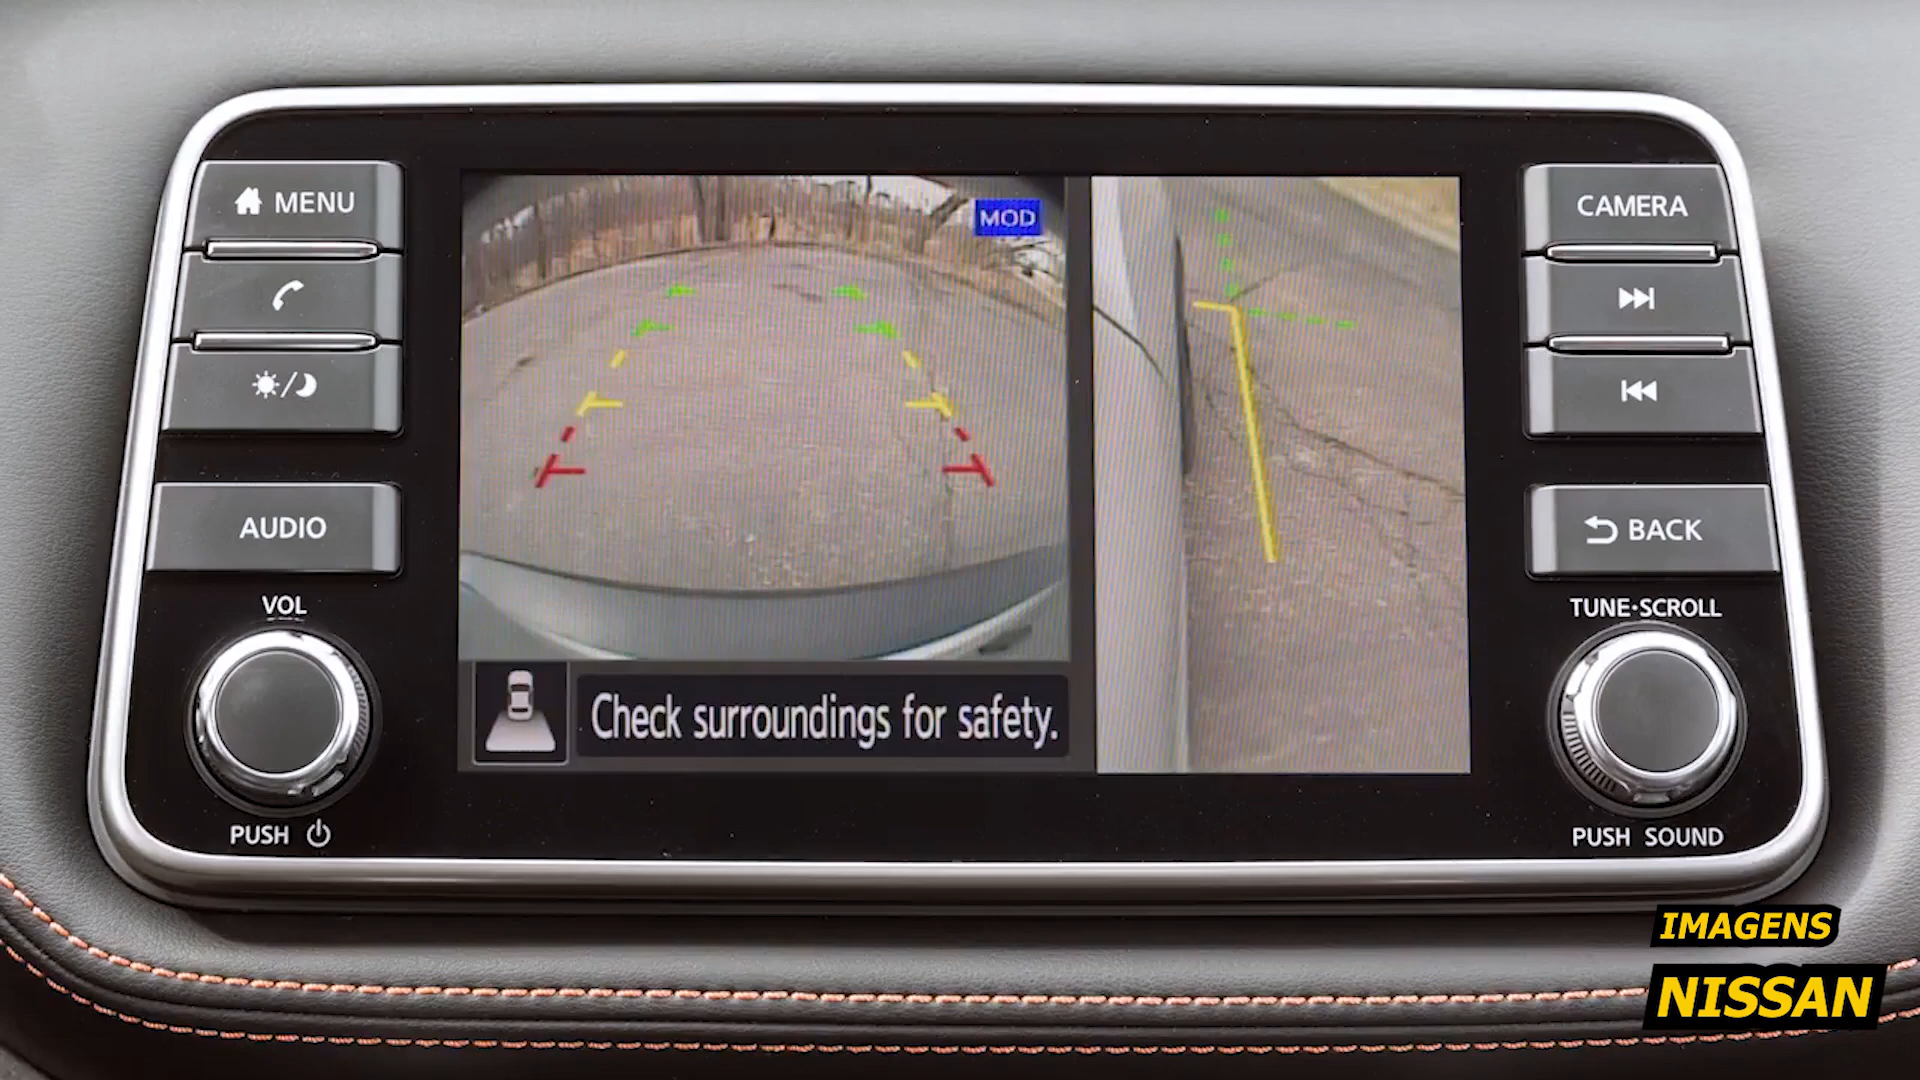 MENU
AUDIO
VOL
PUSH
MOD
Check surroundings for safety.
CAMERA
BACK
TUNE·SCROLL
PUSH SOUND
IMAGENS
NISSAN